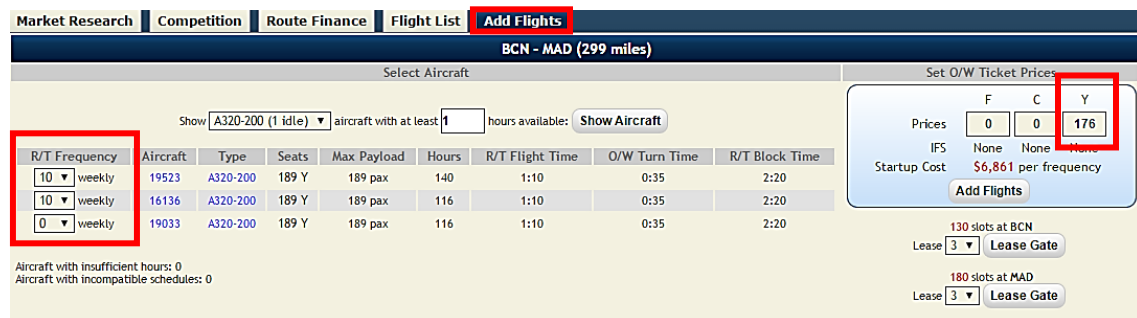 Market Research Competition Route Finance Flight List Add Flights
BCN - MAD (299 miles)
Select Aircraft
Set O/W Ticket Prices
Show A320-200 (1 idle) ▼ aircraft with at least 1 hours available: Show Aircraft
R/T Frequency Aircraft Type Seats Max Payload Hours R/T Flight Time O/W Turn Time R/T Block Time
10 ▼ weekly 19523 A320-200 189 Y 189 pax 140 1:10 0:35 2:20
10 ▼ weekly 16136 A320-200 189 Y 189 pax 116 1:10 0:35 2:20
0 ▼ weekly 19033 A320-200 189 Y 189 pax 116 1:10 0:35 2:20
Aircraft with insufficient hours: 0
Aircraft with incompatible schedules: 0
F C Y
Prices 0 0 176
IFS None None None
Startup Cost $6,861 per frequency
Add Flights
130 slots at BCN
Lease 3 ▼ Lease Gate
180 slots at MAD
Lease 3 ▼ Lease Gate